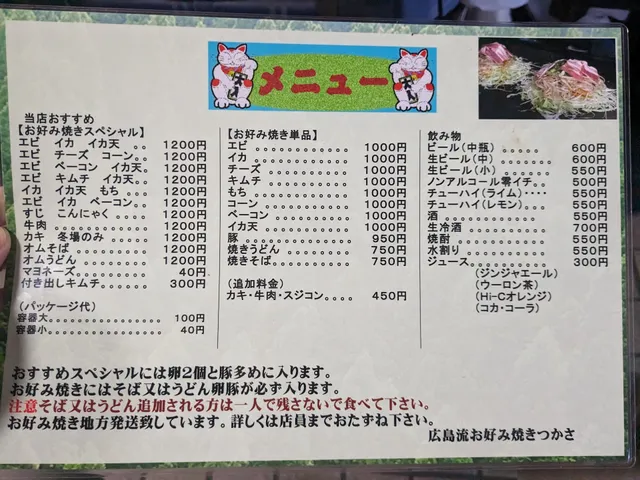 メニュー
当店おすすめ
【お好み焼きスペシャル】
エビ　イカ　イカ天 . . 1200円
エビ　チーズ　コーン. . 1200円
エビ　ベーコン　イカ天. 1200円
エビ　キムチ　イカ天 . . 1200円
イカ　イカ天　もち . . . 1200円
エビ　イカ　ベーコン. . 1200円
すじ　こんにゃく . . . . 1200円
牛肉 . . . . . . . . . . 1200円
カキ　冬場のみ . . . . . 1200円
オムそば. . . . . . . . 1200円
オムうどん . . . . . . . 1200円
マヨネーズ. . . . . . . 40円
付き出しキムチ. . . . . 300円
（パッケージ代）
容器大. . . . . . . . . . 100円
容器小. . . . . . . . . . 40円
【お好み焼き単品】
エビ . . . . . . . . . . 1000円
イカ. . . . . . . . . . 1000円
チーズ . . . . . . . . . 1000円
キムチ . . . . . . . . . 1000円
もち. . . . . . . . . . 1000円
コーン . . . . . . . . . 1000円
ベーコン . . . . . . . . 1000円
イカ天 . . . . . . . . . 1000円
豚 . . . . . . . . . . . 950円
焼きうどん . . . . . . . 750円
焼きそば. . . . . . . . 750円
（追加料金）
カキ・牛肉・スジコン. . . . 450円
飲み物
ビール（中瓶）. . . . . 600円
生ビール（中）. . . . . 600円
生ビール（小）. . . . . 550円
ノンアルコール零イチ. . 500円
チューハイ（ライム）‥‥ 550円
チューハイ（レモン）. . . 550円
酒 . . . . . . . . . . . 550円
生冷酒 . . . . . . . . . 700円
焼酎 . . . . . . . . . . 550円
水割り . . . . . . . . . 550円
ジュース. . . . . . . . 300円
（ジンジャエール）
（ウーロン茶）
（Hi-Cオレンジ）
（コカ・コーラ）
おすすめスペシャルには卵２個と豚多めに入ります。
お好み焼きにはそば又はうどん卵豚が必ず入ります。
注意そば又はうどん追加される方は一人で残さないで食べて下さい。
お好み焼き地方発送致しています。詳しくは店員までおたずね下さい。
広島流お好み焼きつかさ